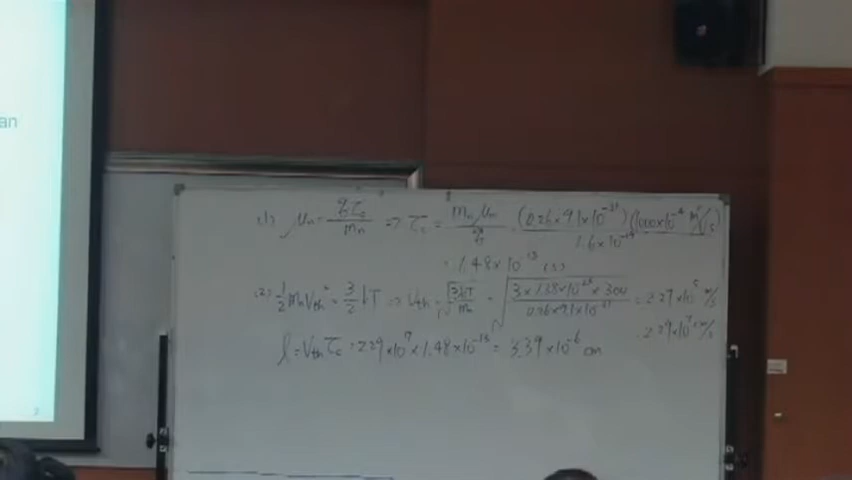 an
(1) μn = qτc / mn ⇒ τc = mn μn / q = (0.26×9.1×10^-31)(1000×10^-4 m²/s) / 1.6×10^-19
= 1.48×10^-13 (s)
(2) 1/2 mn Vth² = 3/2 kT ⇒ Vth = √(3kT / mn) = √(3×1.38×10^-23×300 / 0.26×9.1×10^-31) = 2.29×10^5 m/s
2.29×10^7 cm/s
l = Vth τc = 2.29×10^7 × 1.48×10^-13 = 3.39×10^-6 cm